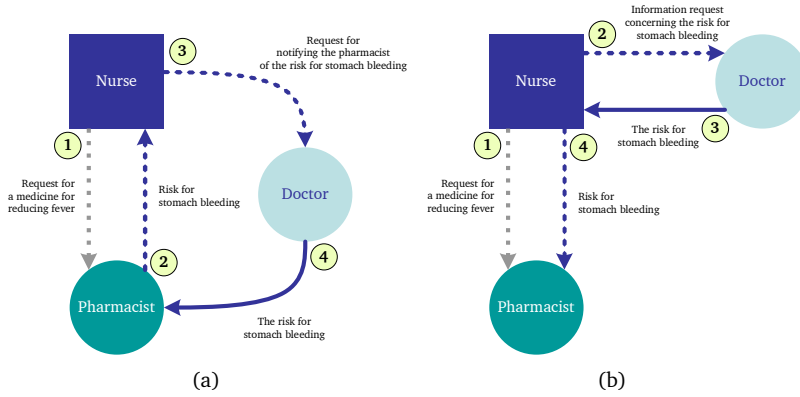 3
Request for
notifying the pharmacist
of the risk for stomach bleeding
Nurse
1
Request for
a medicine for
reducing fever
Risk for
stomach bleeding
Doctor
2
4
Pharmacist
The risk for
stomach bleeding
(a)
Information request
concerning the risk for
stomach bleeding
2
Nurse
Doctor
3
The risk for
stomach bleeding
1
4
Request for
a medicine for
reducing fever
Risk for
stomach bleeding
Pharmacist
(b)